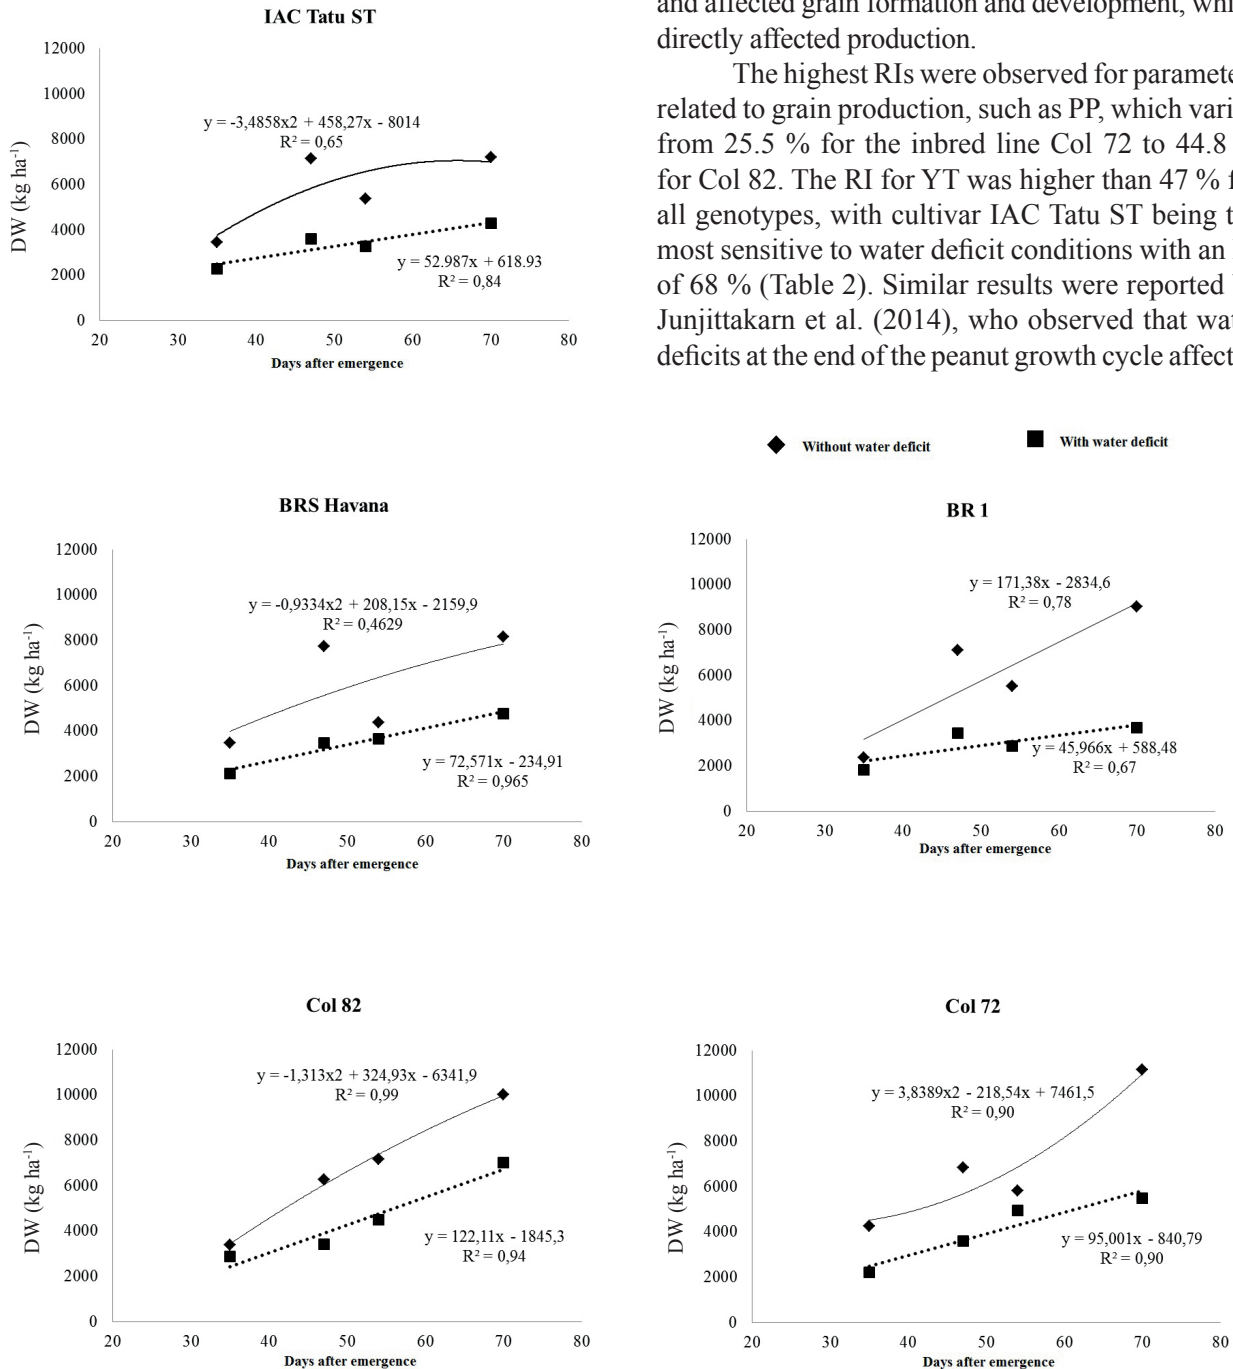 IAC Tatu ST
12000
10000
8000
6000
4000
2000
0
DW (kg ha-1)
y = -3,4858x2 + 458,27x - 8014
R² = 0,65
y = 52.987x + 618.93
R² = 0,84
20 30 40 50 60 70 80
Days after emergence
and affected grain formation and development,
directly affected production.
The highest RIs were observed for
related to grain production, such as PP, which
from 25.5 % for the inbred line Col 72 to 44.8
for Col 82. The RI for YT was higher than 47 %
all genotypes, with cultivar IAC Tatu ST being
most sensitive to water deficit conditions with an
of 68 % (Table 2). Similar results were reported
Junjittakarn et al. (2014), who observed that
deficits at the end of the peanut growth cycle
Without water deficit With water deficit
BRS Havana
12000
10000
8000
6000
4000
2000
0
DW (kg ha-1)
y = -0,9334x2 + 208,15x - 2159,9
R² = 0,4629
y = 72,571x - 234,91
R² = 0,965
20 30 40 50 60 70 80
Days after emergence
BR 1
12000
10000
8000
6000
4000
2000
0
DW (kg ha-1)
y = 171,38x - 2834,6
R² = 0,78
y = 45,966x + 588,48
R² = 0,67
20 30 40 50 60 70 80
Days after emergence
Col 82
12000
10000
8000
6000
4000
2000
0
DW (kg ha-1)
y = -1,313x2 + 324,93x - 6341,9
R² = 0,99
y = 122,11x - 1845,3
R² = 0,94
20 30 40 50 60 70 80
Days after emergence
Col 72
12000
10000
8000
6000
4000
2000
0
DW (kg ha-1)
y = 3,8389x2 - 218,54x + 7461,5
R² = 0,90
y = 95,001x - 840,79
R² = 0,90
20 30 40 50 60 70 80
Days after emergence